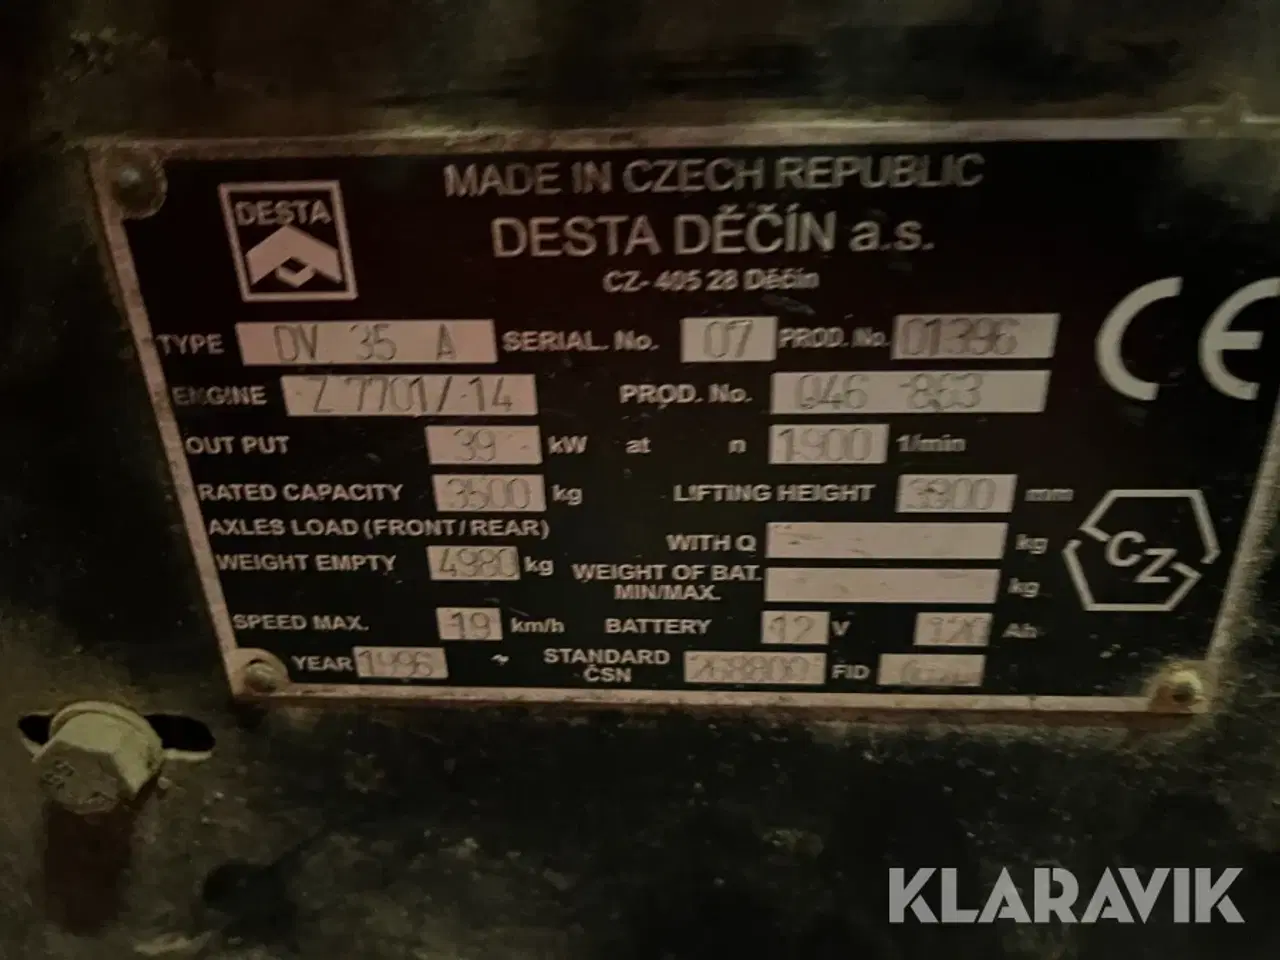 DESTA
MADE IN CZECH REPUBLIC
DESTA DĚČÍN a.s.
CZ- 405 28 Děčín
TYPE DV 35 A SERIAL. No. 07 PROD. No. 01396
ENGINE Z 7701/ 14 PROD. No. 046 863
OUT PUT 39 kW at n 1900 1/min
RATED CAPACITY 3500 kg LIFTING HEIGHT 3900 mm
AXLES LOAD (FRONT/REAR)
WITH Q kg
WEIGHT EMPTY 4980 kg
WEIGHT OF BAT. MIN/MAX. kg
SPEED MAX. 19 km/h BATTERY 12 V 120 Ah
YEAR 1996 ~ STANDARD ČSN 268800 FID
CE
CZ
KLARAVIK